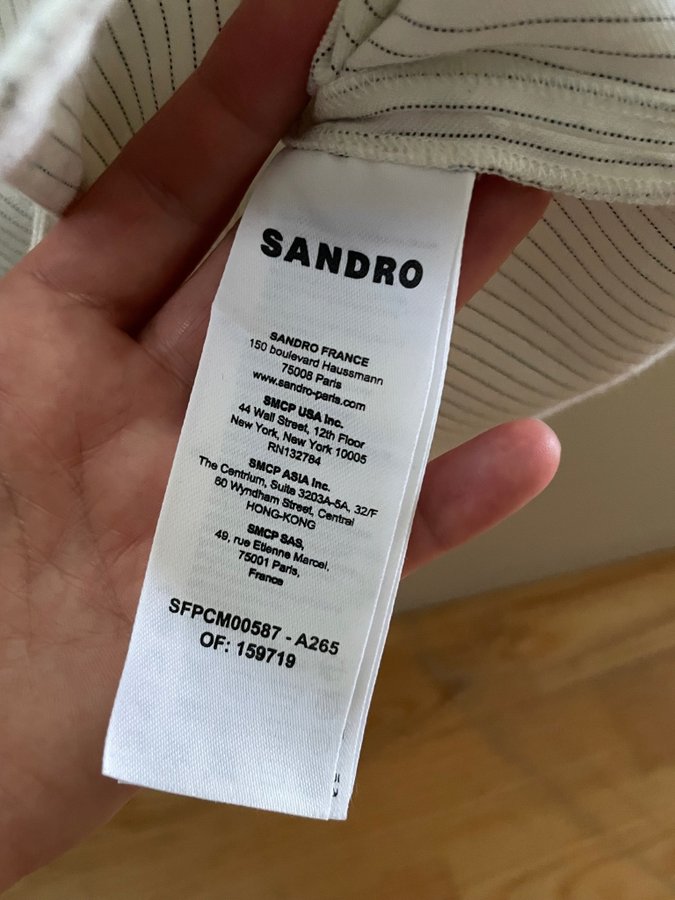 SANDRO
SANDRO FRANCE
150 boulevard Haussmann
75008 Paris
www.sandro-paris.com
SMCP USA Inc.
44 Wall Street, 12th Floor
New York, New York 10005
RN132784
SMCP ASIA Inc.
The Centrium, Suite 3203A-5A, 32/F
60 Wyndham Street, Central
HONG-KONG
SMCP SAS,
49, rue Etienne Marcel,
75001 Paris,
France
SFPCM00587 - A265
OF: 159719